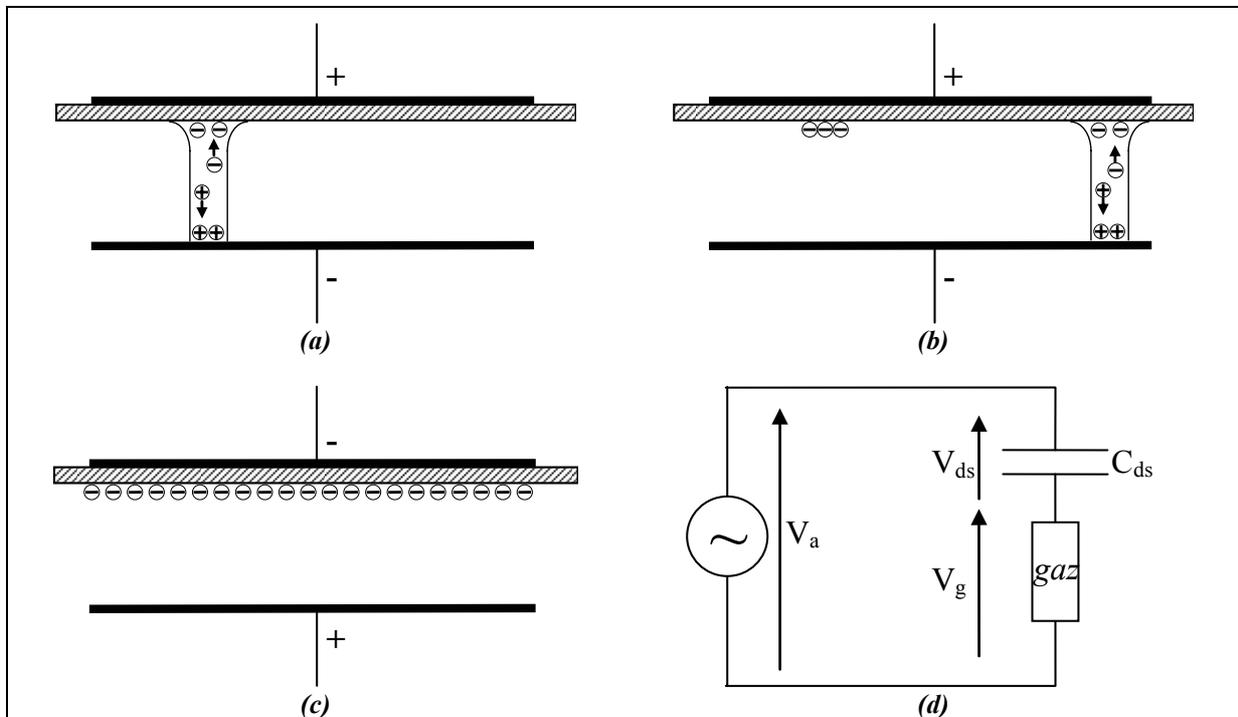 +
+
-
-
(a)
(b)
-
V_ds
C_ds
~
V_a
V_g
gaz
+
(c)
(d)